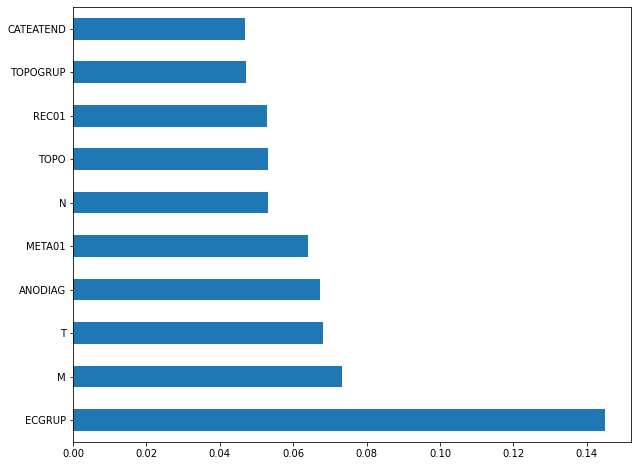 CATEATEND
TOPOGRUP
REC01
TOPO
N
META01
ANODIAG
T
M
ECGRUP
0.00 0.02 0.04 0.06 0.08 0.10 0.12 0.14